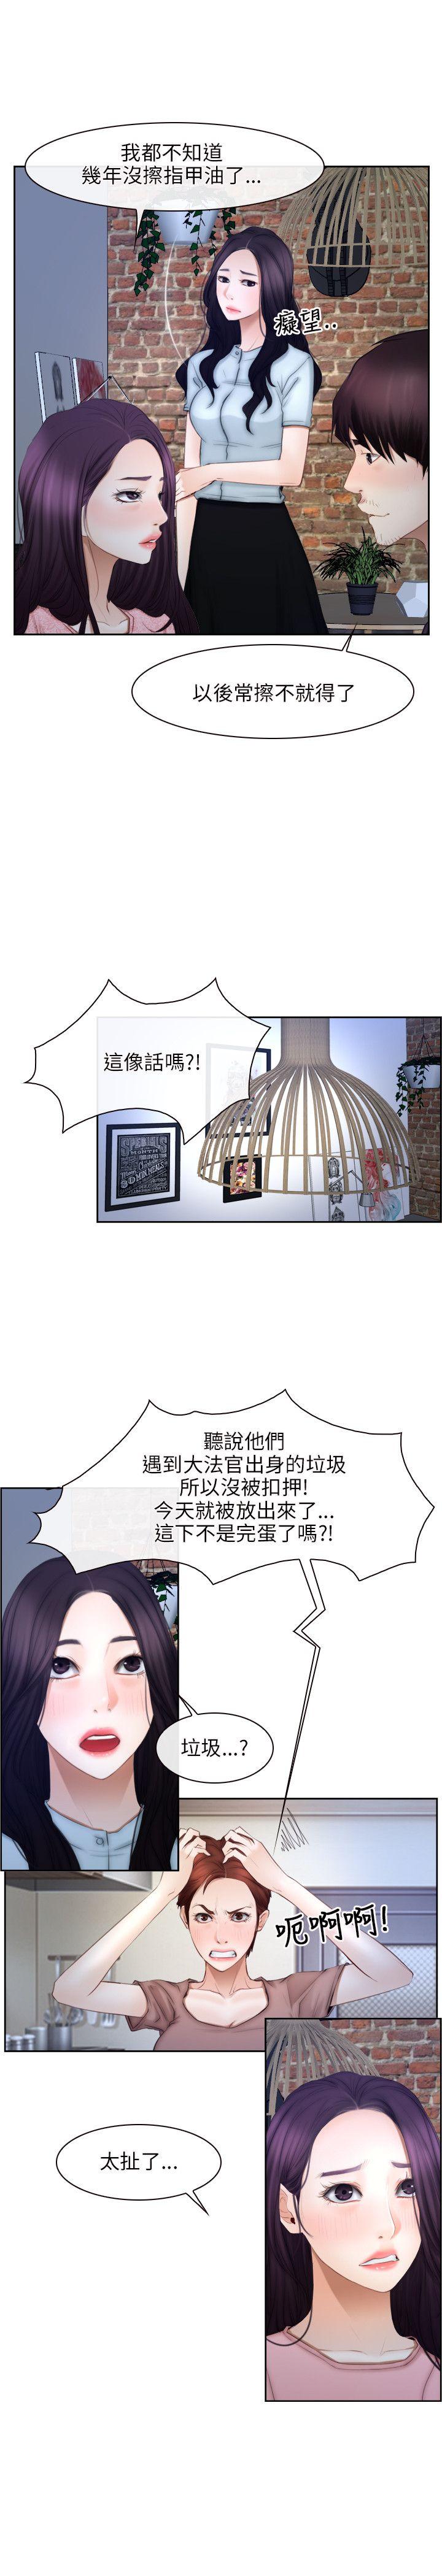 我都不知道
幾年沒擦指甲油了...
癡望..
以後常擦不就得了
這像話嗎?!
MONTH
聽說他們
遇到大法官出身的垃圾
所以沒被扣押!
今天就被放出來了...
這下不是完蛋了嗎?!
垃圾...?
呃啊啊!
太扯了...